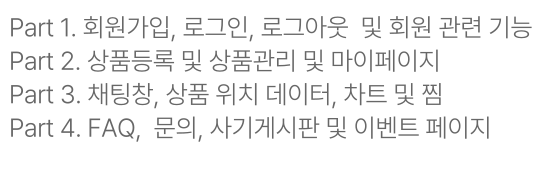 Part 1. 회원가입, 로그인, 로그아웃 및 회원 관련 기능
Part 2. 상품등록 및 상품관리 및 마이페이지
Part 3. 채팅창, 상품 위치 데이터, 차트 및 찜
Part 4. FAQ, 문의, 사기게시판 및 이벤트 페이지